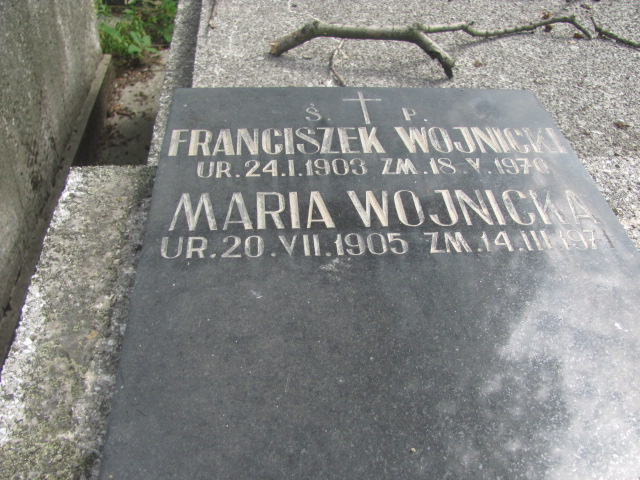 Ś P.
FRANCISZEK WOJNICKI
UR. 24.I.1903 ZM. 18.V.1970
MARIA WOJNICKA
UR. 20.VII.1905 ZM. 14.III.1971